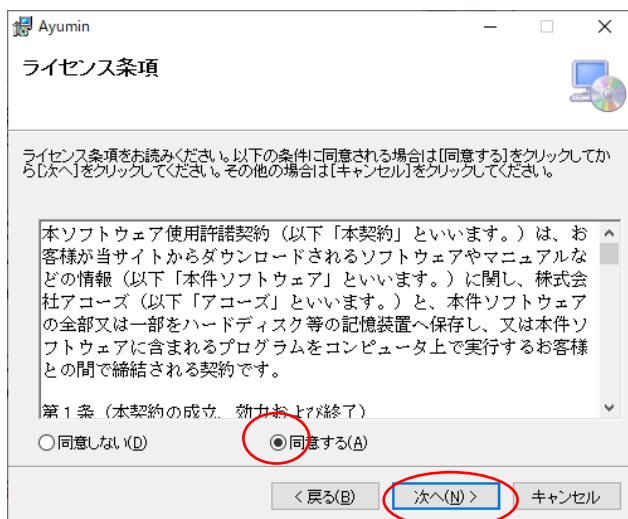 Ayumin
ライセンス条項
ライセンス条項をお読みください。以下の条件に同意される場合は[同意する]をクリックしてか
ら[次へ]をクリックしてください。その他の場合は[キャンセル]をクリックしてください。
本ソフトウェア使用許諾契約（以下「本契約」といいます。）は、お
客様が当サイトからダウンロードされるソフトウェアやマニュアルな
どの情報（以下「本件ソフトウェア」といいます。）に関し、株式会
社アコーズ（以下「アコーズ」といいます。）と、本件ソフトウェア
の全部又は一部をハードディスク等の記憶装置へ保存し、又は本件ソ
フトウェアに含まれるプログラムをコンピュータ上で実行するお客様
との間で締結される契約です。
第１条（本契約の成立、効力および終了）
同意しない(D) 同意する(A)
< 戻る(B) 次へ(N) > キャンセル